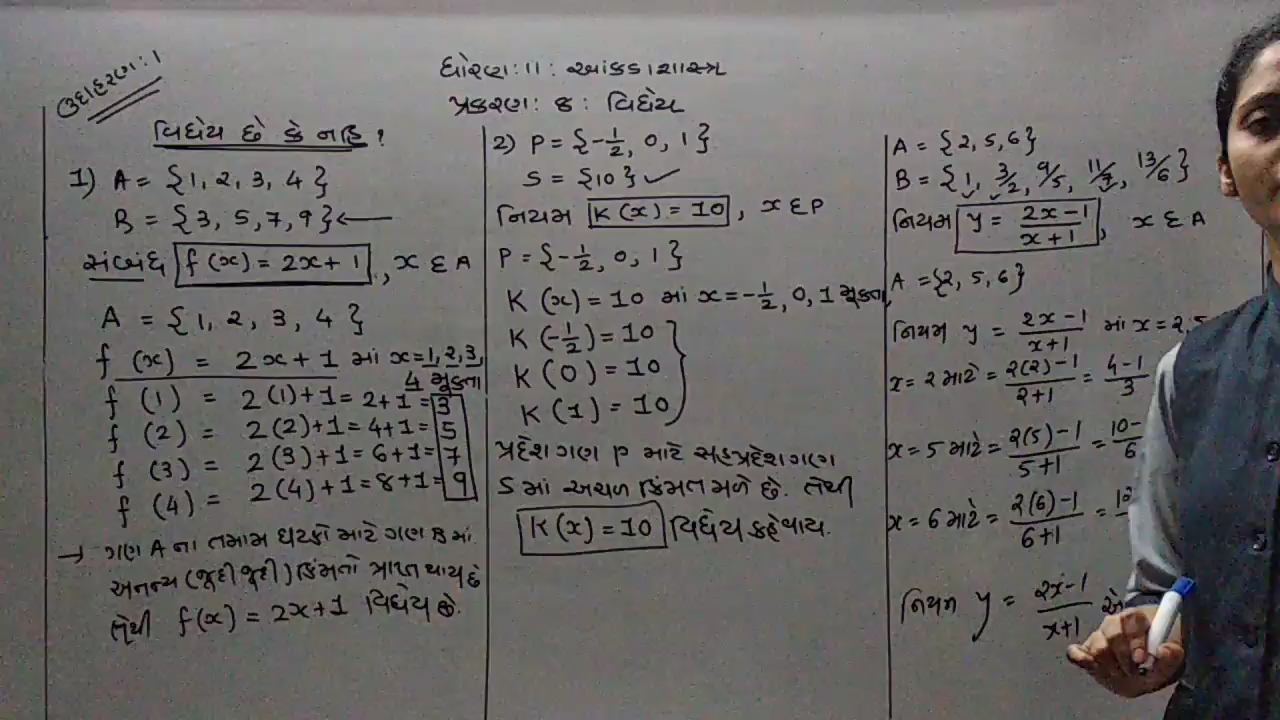 ઉદાહરણ : 1
ધોરણ : 11 : આંકડાશાસ્ત્ર
પ્રકરણ : 8 : વિધેય
વિધેય છે કે નહિ ?
1) A = {1, 2, 3, 4}
B = {3, 5, 7, 9} ←
સંબંધ f(x) = 2x + 1, x ∈ A
A = {1, 2, 3, 4}
f (x) = 2x + 1 માં x = 1, 2, 3,
4 મૂકતા
f (1) = 2(1)+1 = 2+1 = 3
f (2) = 2(2)+1 = 4+1 = 5
f (3) = 2(3)+1 = 6+1 = 7
f (4) = 2(4)+1 = 8+1 = 9
→ ગણ A ના તમામ ઘટકો માટે ગણ B માં
અનન્ય (જૂદી જૂદી) કિંમતો પ્રાપ્ત થાય છે
તેથી f(x) = 2x+1 વિધેય છે.
2) P = {-1/2, 0, 1}
S = {10} ✓
નિયમ K(x) = 10, x ∈ P
P = {-1/2, 0, 1}
K (x) = 10 માં x = -1/2, 0, 1 મૂકતા,
K (-1/2) = 10
K (0) = 10
K (1) = 10
પ્રદેશ ગણ P માટે સહપ્રદેશ ગણ
S માં અચળ કિંમત મળે છે. તેથી
K(x) = 10 વિધેય કહેવાય.
A = {2, 5, 6}
B = {1, 3/2, 9/5, 11/7, 13/6}
નિયમ y = 2x-1/x+1, x ∈ A
A = {2, 5, 6}
નિયમ y = 2x-1/x+1 માં x = 2, 5
x = 2 માટે = 2(2)-1/2+1 = 4-1/3
x = 5 માટે = 2(5)-1/5+1 = 10-/6
x = 6 માટે = 2(6)-1/6+1 =
નિયમ y = 2x-1/x+1